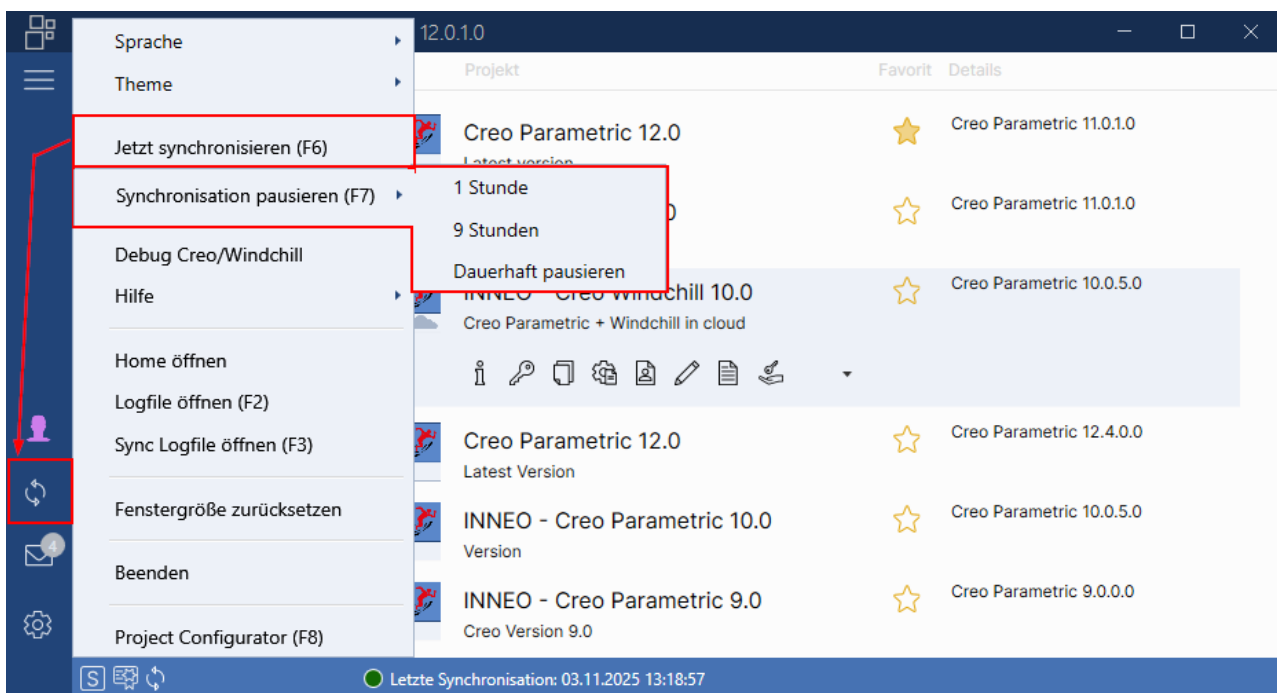 12.0.1.0
Sprache
Theme
Jetzt synchronisieren (F6)
Synchronisation pausieren (F7)
1 Stunde
9 Stunden
Dauerhaft pausieren
Debug Creo/Windchill
Hilfe
Home öffnen
Logfile öffnen (F2)
Sync Logfile öffnen (F3)
Fenstergröße zurücksetzen
Beenden
Project Configurator (F8)
4
Projekt Favorit Details
Creo Parametric 12.0 Creo Parametric 11.0.1.0
Latest version
Creo Parametric 11.0.1.0
INNEO - Creo Windchill 10.0 Creo Parametric 10.0.5.0
Creo Parametric + Windchill in cloud
Creo Parametric 12.0 Creo Parametric 12.4.0.0
Latest Version
INNEO - Creo Parametric 10.0 Creo Parametric 10.0.5.0
Version
INNEO - Creo Parametric 9.0 Creo Parametric 9.0.0.0
Creo Version 9.0
S Letzte Synchronisation: 03.11.2025 13:18:57